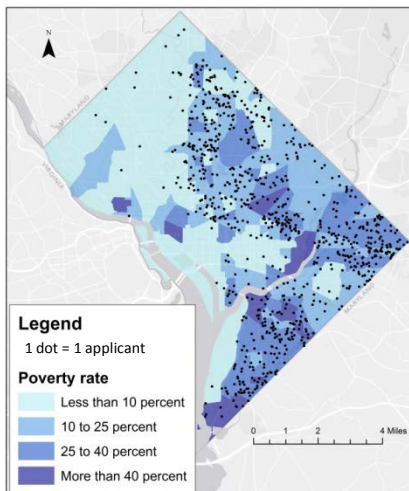 N
MARYLAND
VIRGINIA
MARYLAND
Legend
1 dot = 1 applicant
Poverty rate
Less than 10 percent
10 to 25 percent
25 to 40 percent
More than 40 percent
0 1 2 4 Miles